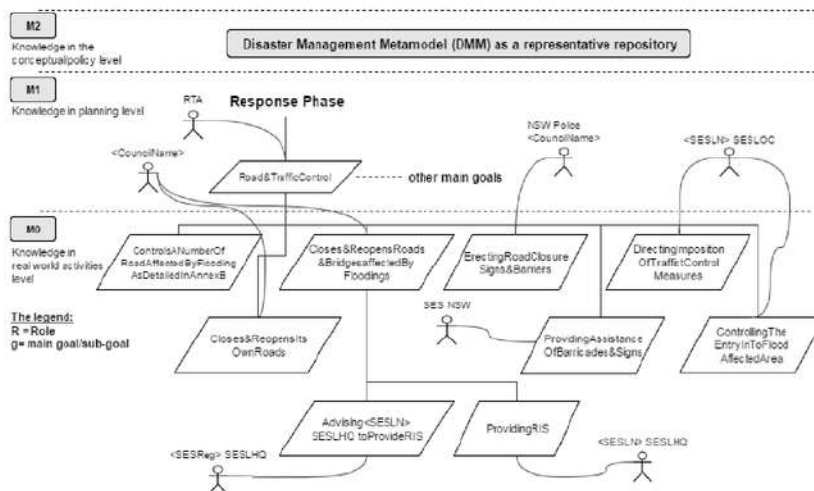 M2
Knowledge in the
conceptual/policy level
Disaster Management Metamodel (DMM) as a representative repository
M1
Knowledge in planning level
RTA
Response Phase
<CouncilName>
Road&TrafficControl
other main goals
NSW Police
<CouncilName>
<SESLN> SESLOC
M0
Knowledge in
real world activities
level
ControlsANumberOf
RoadAffectedByFlooding
AsDetailedInAnnexB
Closes&ReopensRoads
&BridgesaffectedBy
Floodings
ErectingRoadClosure
Signs&Barriers
DirectingImposition
OfTraffictControl
Measures
The legend:
R =Role
g= main goal/sub-goal
Closes&ReopensIts
OwnRoads
SES NSW
ProvidingAssistance
OfBarricades&Signs
ControllingThe
EntryInToFlood
AffectedArea
Advising<SESLN>
SESLHQ toProvideRIS
ProvidingRIS
<SESReg> SESLHQ
<SESLN> SESLHQ